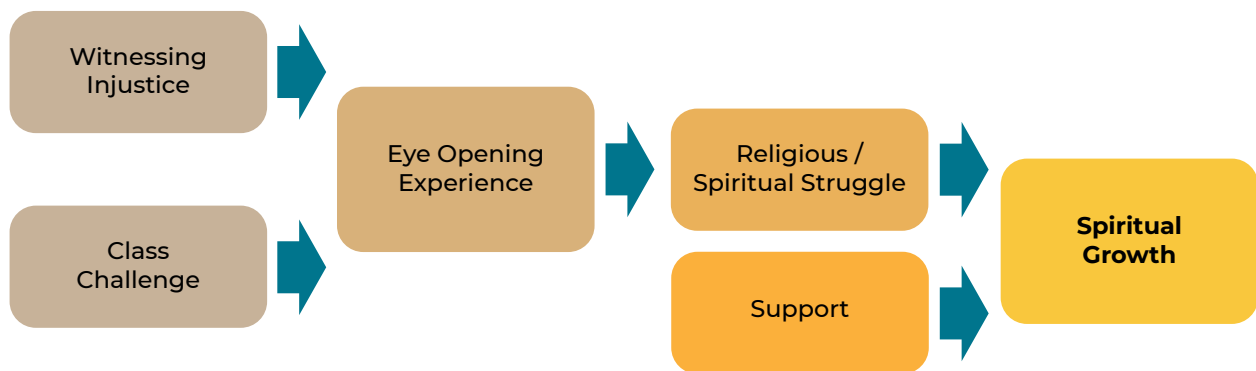 Witnessing
Injustice
Class
Challenge
Eye Opening
Experience
Religious /
Spiritual Struggle
Support
Spiritual
Growth